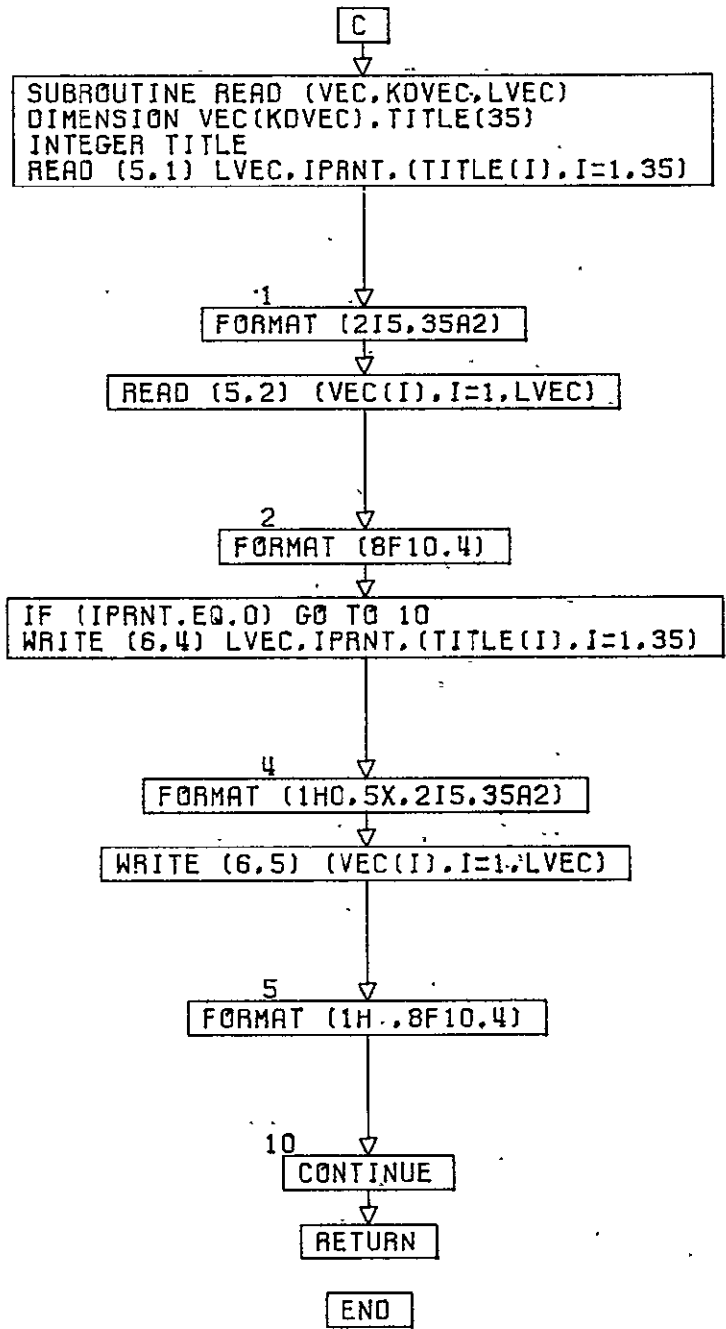 C
SUBROUTINE READ (VEC,KDVEC,LVEC)
DIMENSION VEC(KDVEC),TITLE(35)
INTEGER TITLE
READ (5,1) LVEC,IPRNT,(TITLE(I),I=1,35)
1
FORMAT (2I5,35A2)
READ (5,2) (VEC(I),I=1,LVEC)
2
FORMAT (8F10.4)
IF (IPRNT.EQ.0) GO TO 10
WRITE (6,4) LVEC,IPRNT,(TITLE(I),I=1,35)
4
FORMAT (1H0,5X,2I5,35A2)
WRITE (6,5) (VEC(I),I=1,LVEC)
5
FORMAT (1H ,8F10.4)
10
CONTINUE
RETURN
END